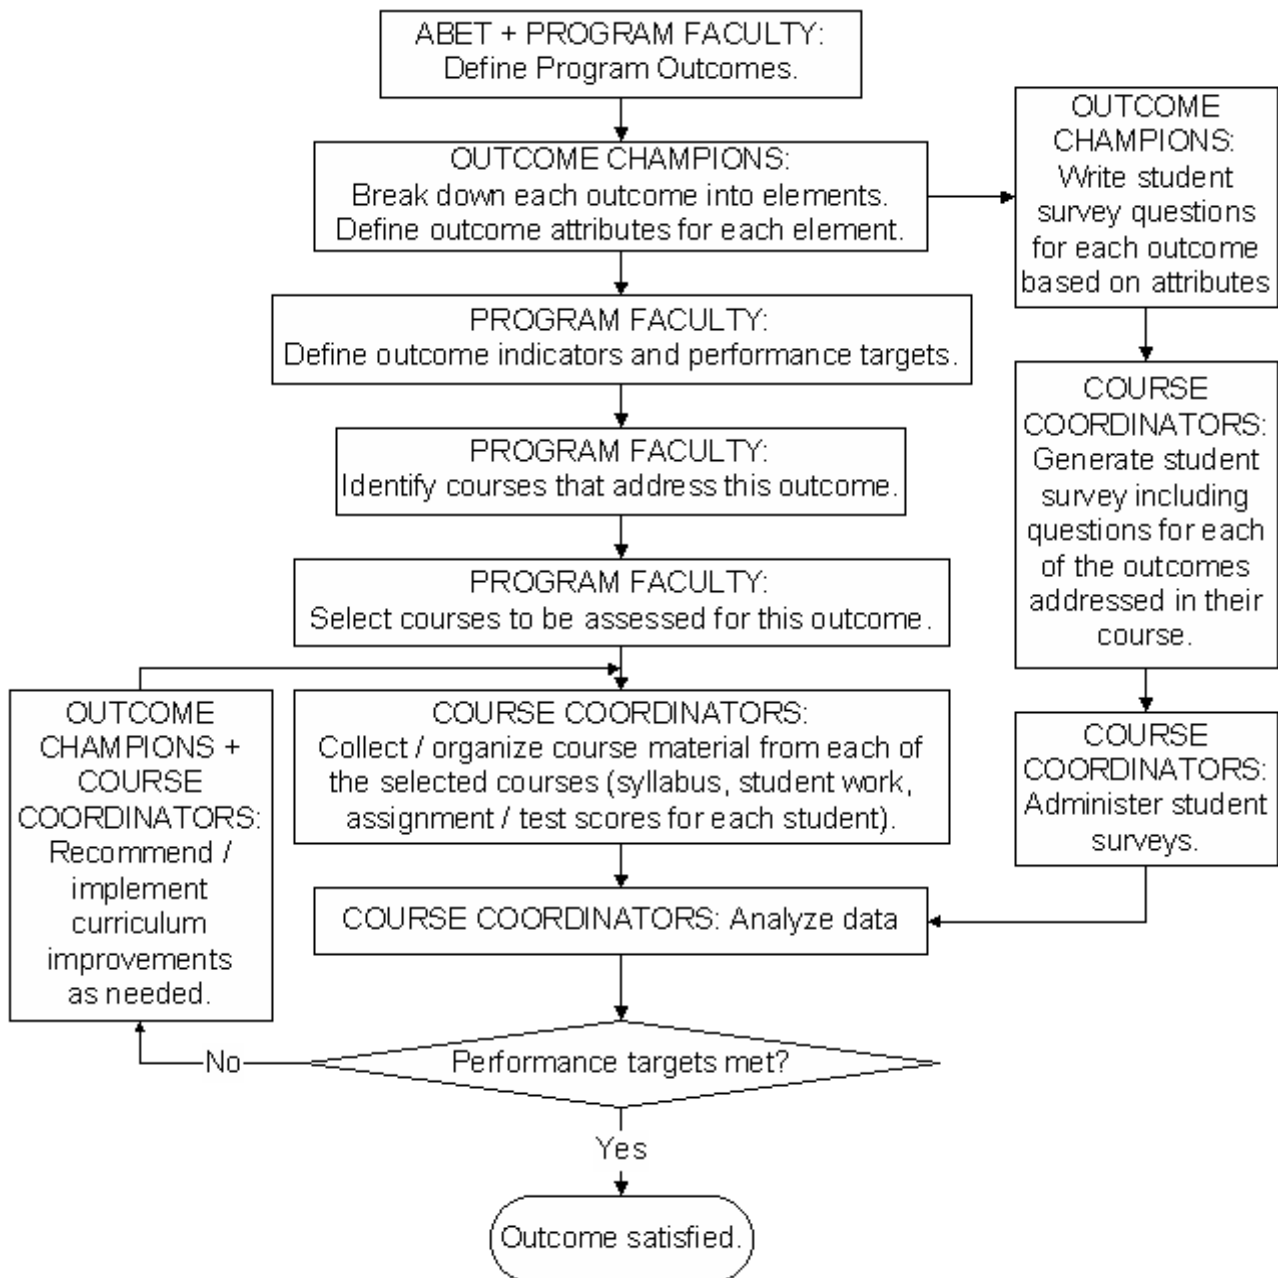 ABET + PROGRAM FACULTY:
Define Program Outcomes.
OUTCOME CHAMPIONS:
Break down each outcome into elements.
Define outcome attributes for each element.
OUTCOME
CHAMPIONS:
Write student
survey questions
for each outcome
based on attributes
PROGRAM FACULTY:
Define outcome indicators and performance targets.
PROGRAM FACULTY:
Identify courses that address this outcome.
COURSE
COORDINATORS:
Generate student
survey including
questions for each
of the outcomes
addressed in their
course.
PROGRAM FACULTY:
Select courses to be assessed for this outcome.
OUTCOME
CHAMPIONS +
COURSE
COORDINATORS:
Recommend /
implement
curriculum
improvements
as needed.
COURSE COORDINATORS:
Collect / organize course material from each of
the selected courses (syllabus, student work,
assignment / test scores for each student).
COURSE
COORDINATORS:
Administer student
surveys.
COURSE COORDINATORS: Analyze data
No
Performance targets met?
Yes
Outcome satisfied.